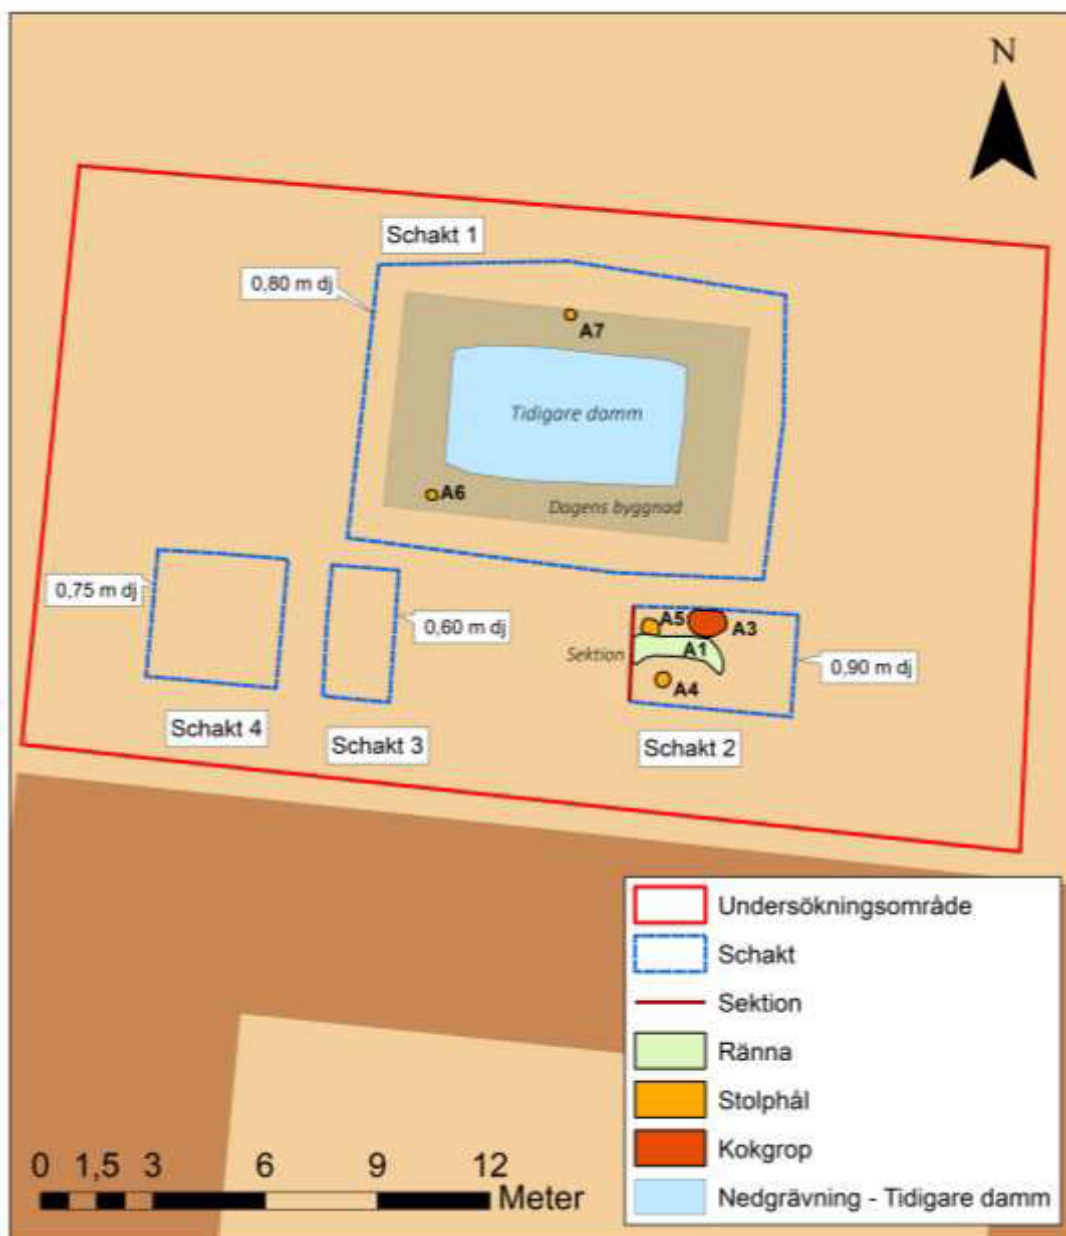 N
Schakt 1
0,80 m dj
A7
Tidigare damm
A6
Dagens byggnad
0,75 m dj
0,60 m dj
A5
A3
A1
Sektion
0,90 m dj
A4
Schakt 4
Schakt 3
Schakt 2
Undersökningsområde
Schakt
Sektion
Ränna
Stolphål
Kokgrop
Nedgrävning - Tidigare damm
0 1,5 3 6 9 12
Meter